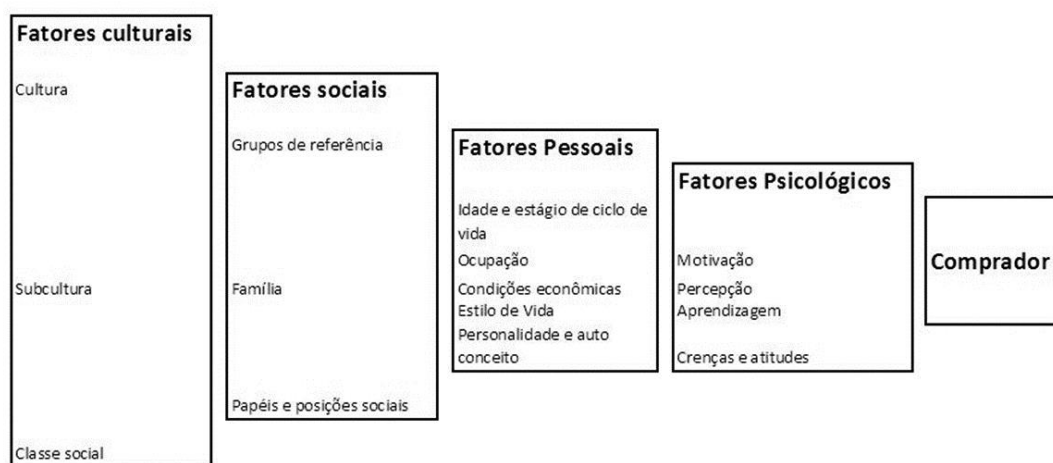 Fatores culturais
Cultura
Subcultura
Classe social
Fatores sociais
Grupos de referência
Família
Papéis e posições sociais
Fatores Pessoais
Idade e estágio de ciclo de
vida
Ocupação
Condições econômicas
Estilo de Vida
Personalidade e auto
conceito
Fatores Psicológicos
Motivação
Percepção
Aprendizagem
Crenças e atitudes
Comprador